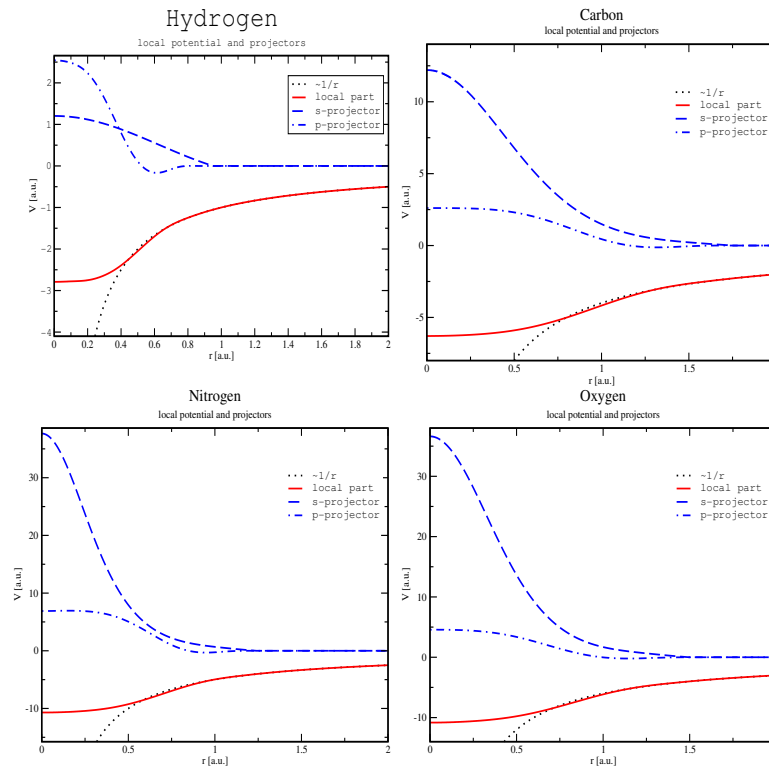 Hydrogen
local potential and projectors
~1/r
local part
s-projector
p-projector
V [a.u.]
2
1
0
-1
-2
-3
-4
0
0.2
0.4
0.6
0.8
1
1.2
1.4
1.6
1.8
2
r [a.u.]
Carbon
local potential and projectors
~1/r
local part
s-projector
p-projector
V [a.u.]
10
5
0
-5
0
0.5
1
1.5
r [a.u.]
Nitrogen
local potential and projectors
~1/r
local part
s-projector
p-projector
V [a.u.]
30
20
10
0
-10
0
0.5
1
1.5
2
r [a.u.]
Oxygen
local potential and projectors
~1/r
local part
s-projector
p-projector
V [a.u.]
30
20
10
0
-10
0
0.5
1
1.5
r [a.u.]